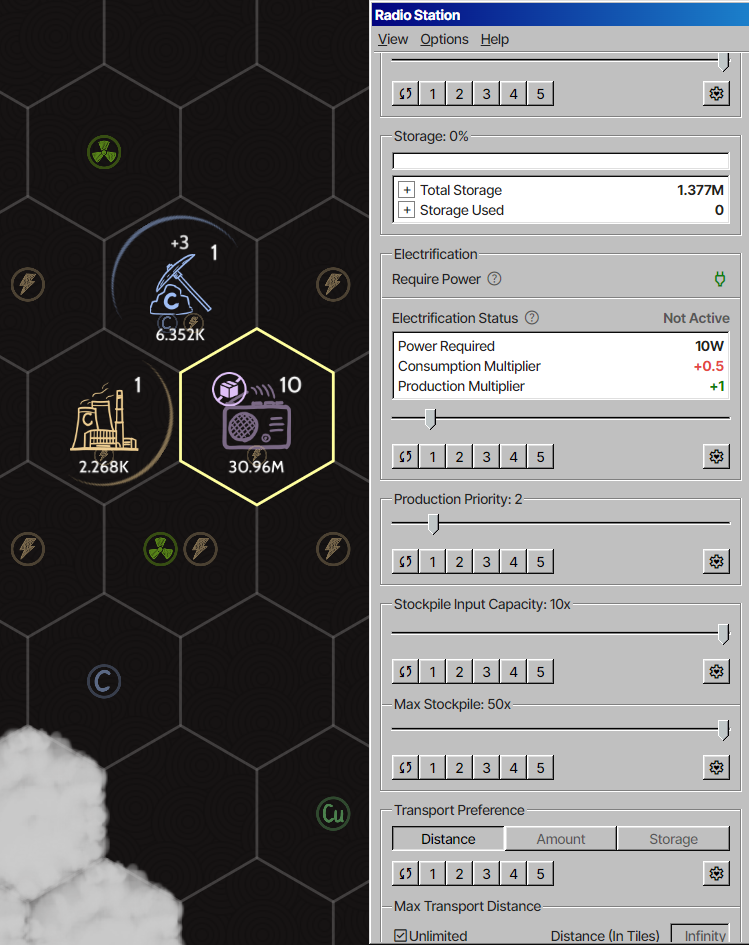 Radio Station
View Options Help
1 2 3 4 5
Storage: 0%
+ Total Storage 1.377M
+ Storage Used 0
Electrification
Require Power ?
Electrification Status ? Not Active
Power Required 10W
Consumption Multiplier +0.5
Production Multiplier +1
1 2 3 4 5
Production Priority: 2
1 2 3 4 5
Stockpile Input Capacity: 10x
1 2 3 4 5
Max Stockpile: 50x
1 2 3 4 5
Transport Preference
Distance Amount Storage
1 2 3 4 5
Max Transport Distance
Unlimited Distance (In Tiles) Infinity
+3 1
C
C
6.352K
1
C
2.268K
10
30.96M
C
Cu